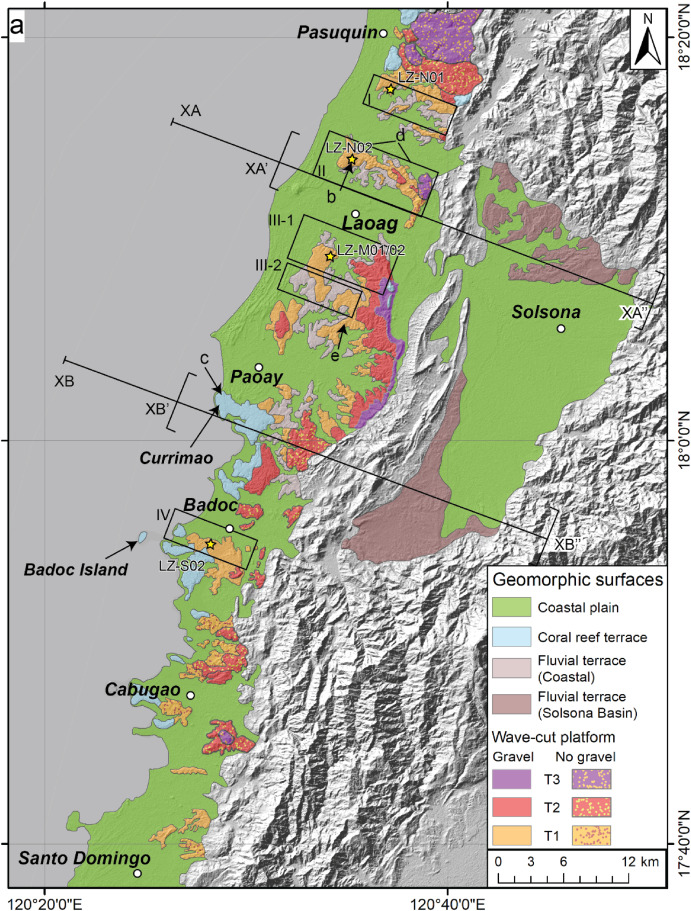 a
N
Pasuquin
18°20'0"N
LZ-N01
I
XA
XA'
d
LZ-N02
II
b
III-1
Laoag
LZ-M01/02
III-2
Solsona
XA"
e
XB
c
Paoay
XB'
Currimao
18°0'0"N
Badoc
IV
XB"
Badoc Island
LZ-S02
Geomorphic surfaces
Coastal plain
Coral reef terrace
Fluvial terrace
(Coastal)
Fluvial terrace
(Solsona Basin)
Wave-cut platform
Gravel No gravel
T3
T2
T1
Cabugao
Santo Domingo
17°40'0"N
0 3 6 12 km
120°20'0"E
120°40'0"E